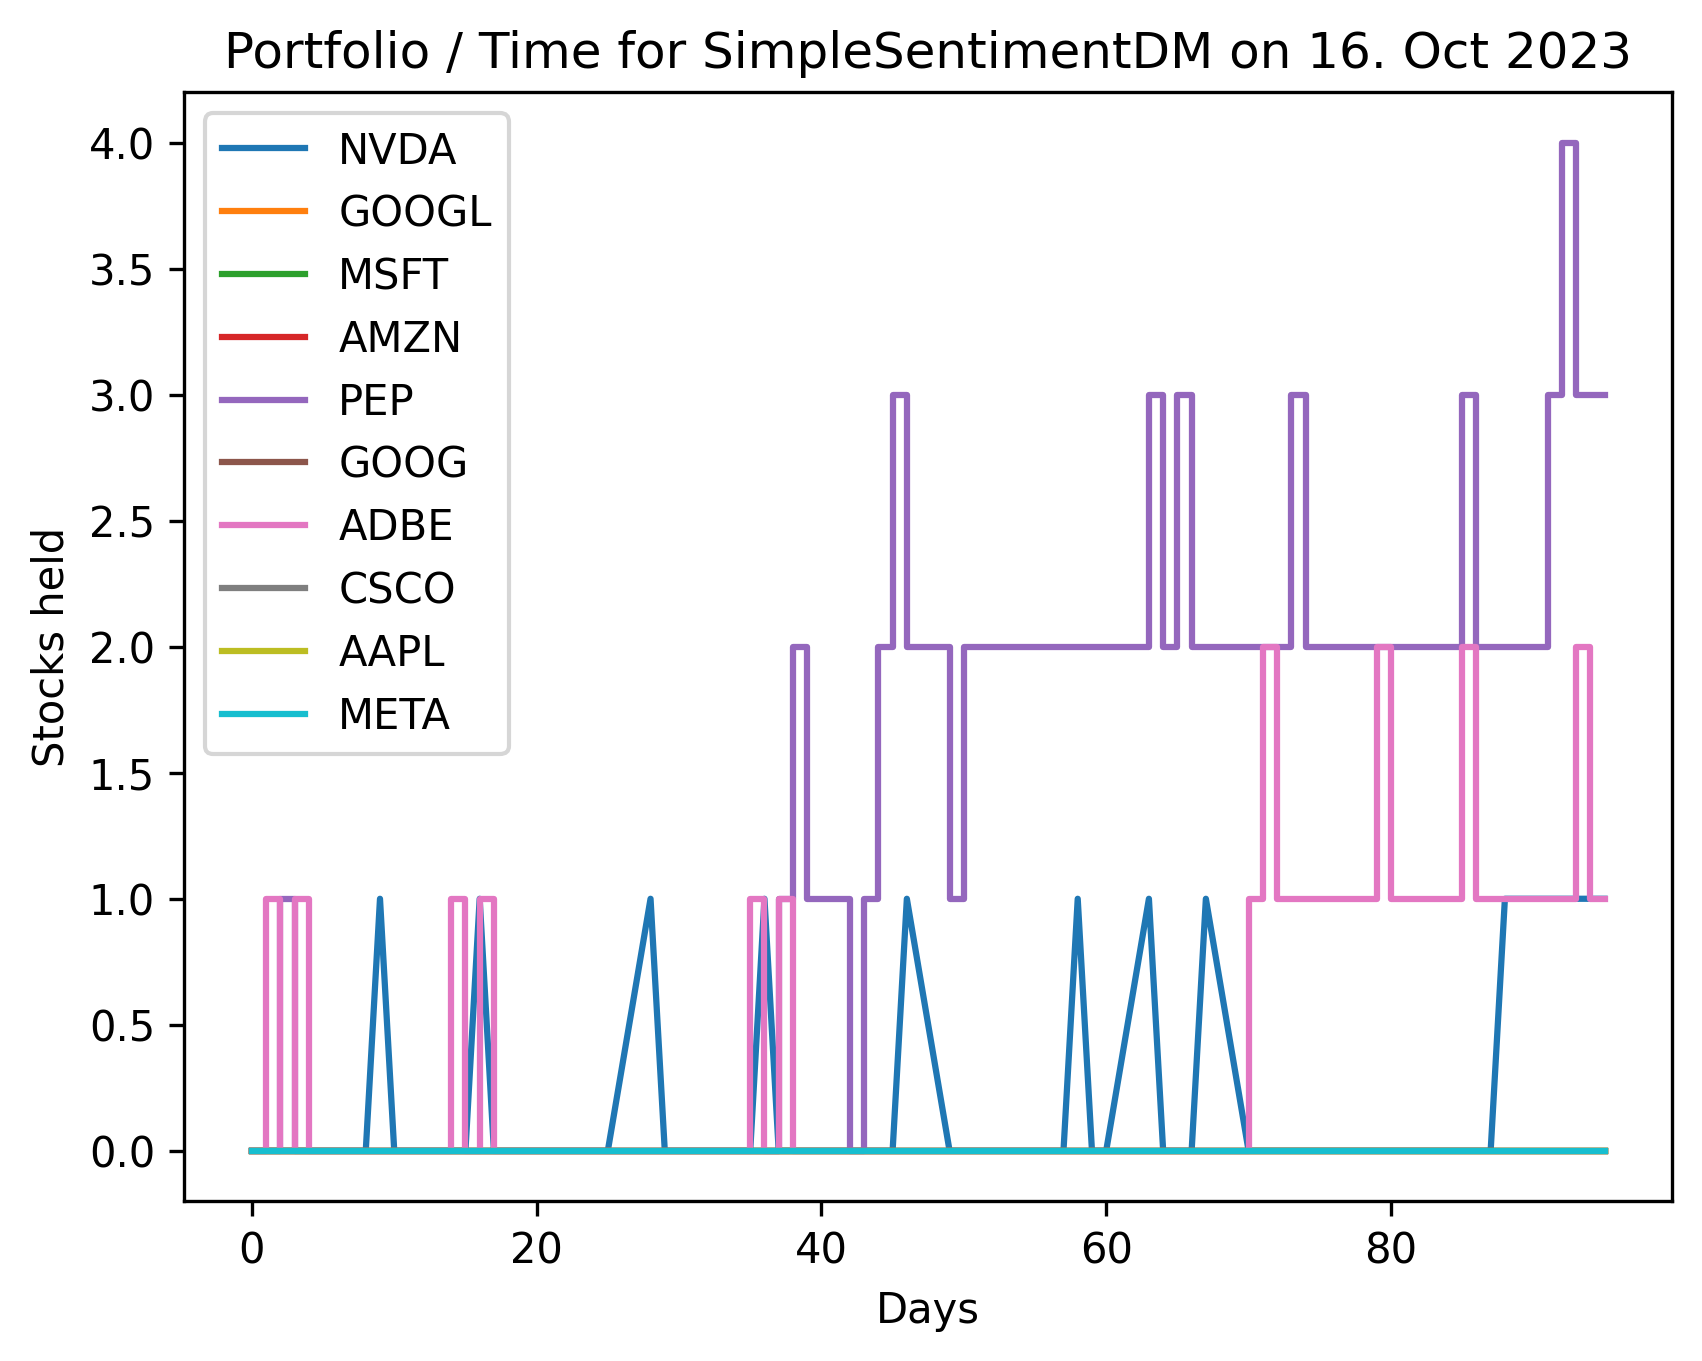 Portfolio / Time for SimpleSentimentDM on 16. Oct 2023
NVDA
GOOGL
MSFT
AMZN
PEP
GOOG
ADBE
CSCO
AAPL
META
4.0
3.5
3.0
2.5
2.0
1.5
1.0
0.5
0.0
Stocks held
0 20 40 60 80
Days